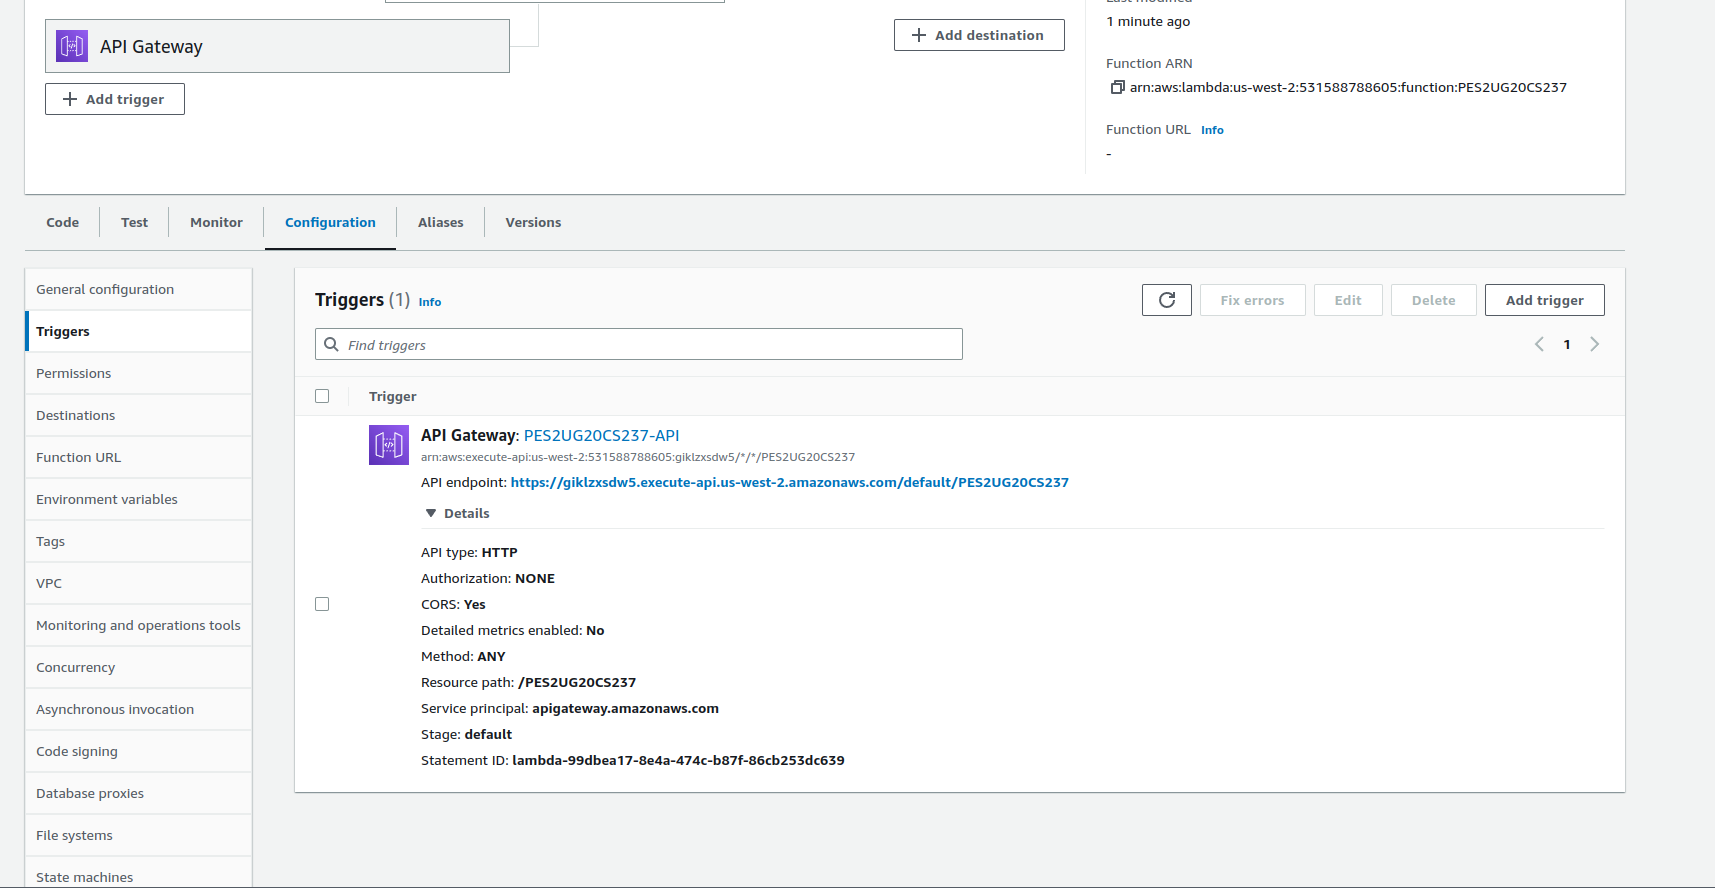 Last modified
1 minute ago
API Gateway
Add destination
Function ARN
arn:aws:lambda:us-west-2:531588788605:function:PES2UG20CS237
Add trigger
Function URL Info
-
Code Test Monitor Configuration Aliases Versions
General configuration
Triggers
Permissions
Destinations
Function URL
Environment variables
Tags
VPC
Monitoring and operations tools
Concurrency
Asynchronous invocation
Code signing
Database proxies
File systems
State machines
Triggers (1) Info
Fix errors Edit Delete Add trigger
Find triggers
1
Trigger
API Gateway: PES2UG20CS237-API
arn:aws:execute-api:us-west-2:531588788605:giklzxsdw5/*/*/PES2UG20CS237
API endpoint: https://giklzxsdw5.execute-api.us-west-2.amazonaws.com/default/PES2UG20CS237
Details
API type: HTTP
Authorization: NONE
CORS: Yes
Detailed metrics enabled: No
Method: ANY
Resource path: /PES2UG20CS237
Service principal: apigateway.amazonaws.com
Stage: default
Statement ID: lambda-99dbea17-8e4a-474c-b87f-86cb253dc639